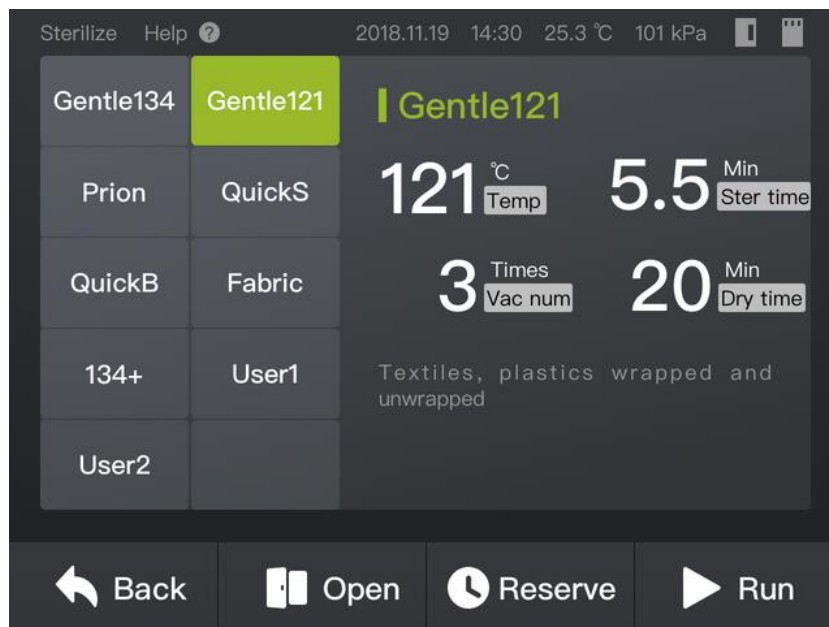 Sterilize Help ? 2018.11.19 14:30 25.3 ℃ 101 kPa
Gentle134 Gentle121
Prion QuickS
QuickB Fabric
134+ User1
User2
Gentle121
121 ℃ Temp
5.5 Min Ster time
3 Times Vac num
20 Min Dry time
Textiles, plastics wrapped and
unwrapped
Back Open Reserve Run